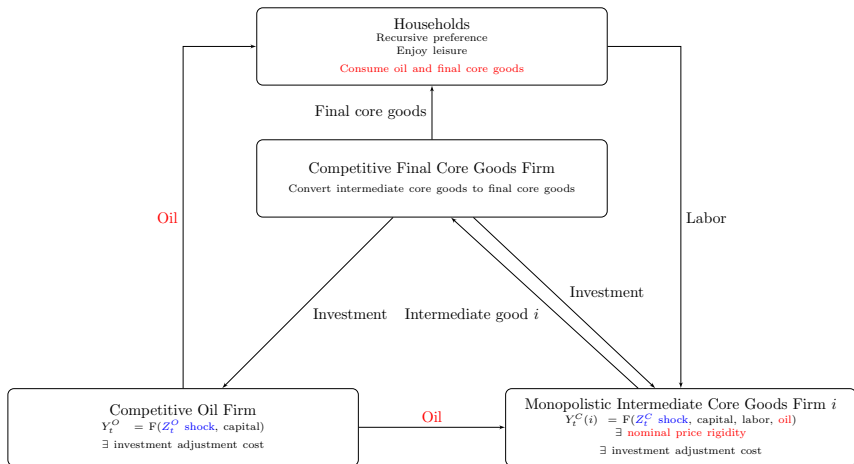 Households
Recursive preference
Enjoy leisure
Consume oil and final core goods
Final core goods
Competitive Final Core Goods Firm
Convert intermediate core goods to final core goods
Oil
Labor
Investment
Intermediate good i
Investment
Competitive Oil Firm
Y_t^O = F(Z_t^O shock, capital)
∃ investment adjustment cost
Oil
Monopolistic Intermediate Core Goods Firm i
Y_t^C(i) = F(Z_t^C shock, capital, labor, oil)
∃ nominal price rigidity
∃ investment adjustment cost